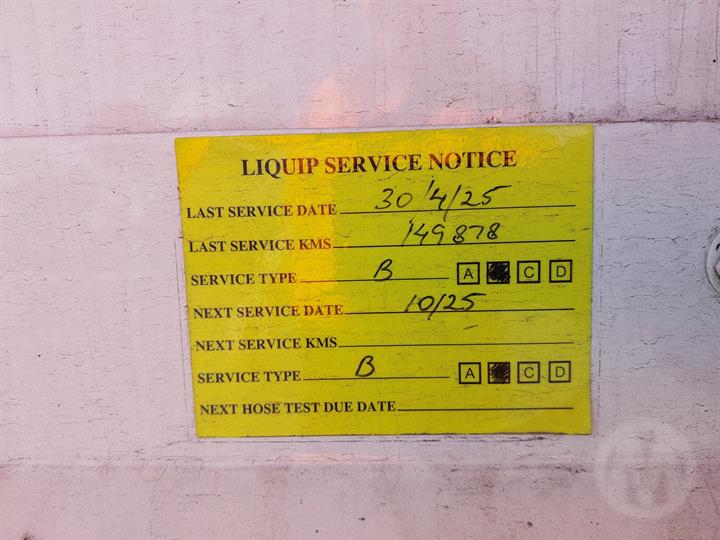 LIQUIP SERVICE NOTICE
LAST SERVICE DATE 30/4/25
LAST SERVICE KMS 149878
SERVICE TYPE B A C D
NEXT SERVICE DATE 10/25
NEXT SERVICE KMS
SERVICE TYPE B A C D
NEXT HOSE TEST DUE DATE